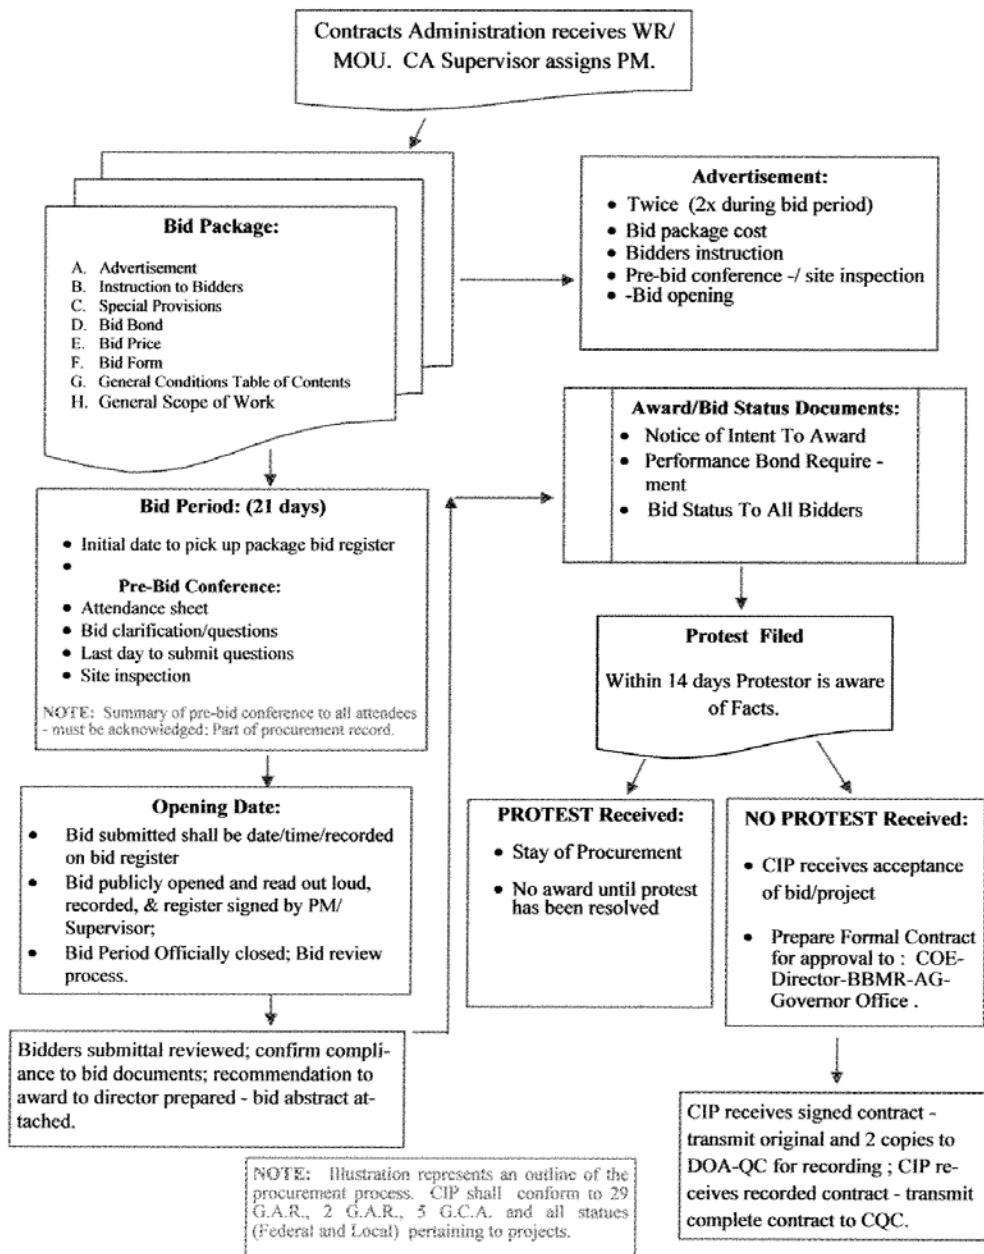 Contracts Administration receives WR/
MOU. CA Supervisor assigns PM.
Bid Package:
A. Advertisement
B. Instruction to Bidders
C. Special Provisions
D. Bid Bond
E. Bid Price
F. Bid Form
G. General Conditions Table of Contents
H. General Scope of Work
Advertisement:
• Twice (2x during bid period)
• Bid package cost
• Bidders instruction
• Pre-bid conference -/ site inspection
• -Bid opening
Bid Period: (21 days)
• Initial date to pick up package bid register
•
Pre-Bid Conference:
• Attendance sheet
• Bid clarification/questions
• Last day to submit questions
• Site inspection
NOTE: Summary of pre-bid conference to all attendees
- must be acknowledged; Part of procurement record.
Opening Date:
• Bid submitted shall be date/time/recorded
on bid register
• Bid publicly opened and read out loud,
recorded, & register signed by PM/
Supervisor;
• Bid Period Officially closed; Bid review
process.
Bidders submittal reviewed; confirm compli-
ance to bid documents; recommendation to
award to director prepared - bid abstract at-
tached.
Award/Bid Status Documents:
• Notice of Intent To Award
• Performance Bond Require -
ment
• Bid Status To All Bidders
Protest Filed
Within 14 days Protestor is aware
of Facts.
PROTEST Received:
• Stay of Procurement
• No award until protest
has been resolved
NO PROTEST Received:
• CIP receives acceptance
of bid/project
• Prepare Formal Contract
for approval to : COE-
Director-BBMR-AG-
Governor Office .
CIP receives signed contract -
transmit original and 2 copies to
DOA-QC for recording ; CIP re-
ceives recorded contract - transmit
complete contract to CQC.
NOTE: Illustration represents an outline of the
procurement process. CIP shall conform to 29
G.A.R., 2 G.A.R., 5 G.C.A. and all statues
(Federal and Local) pertaining to projects.